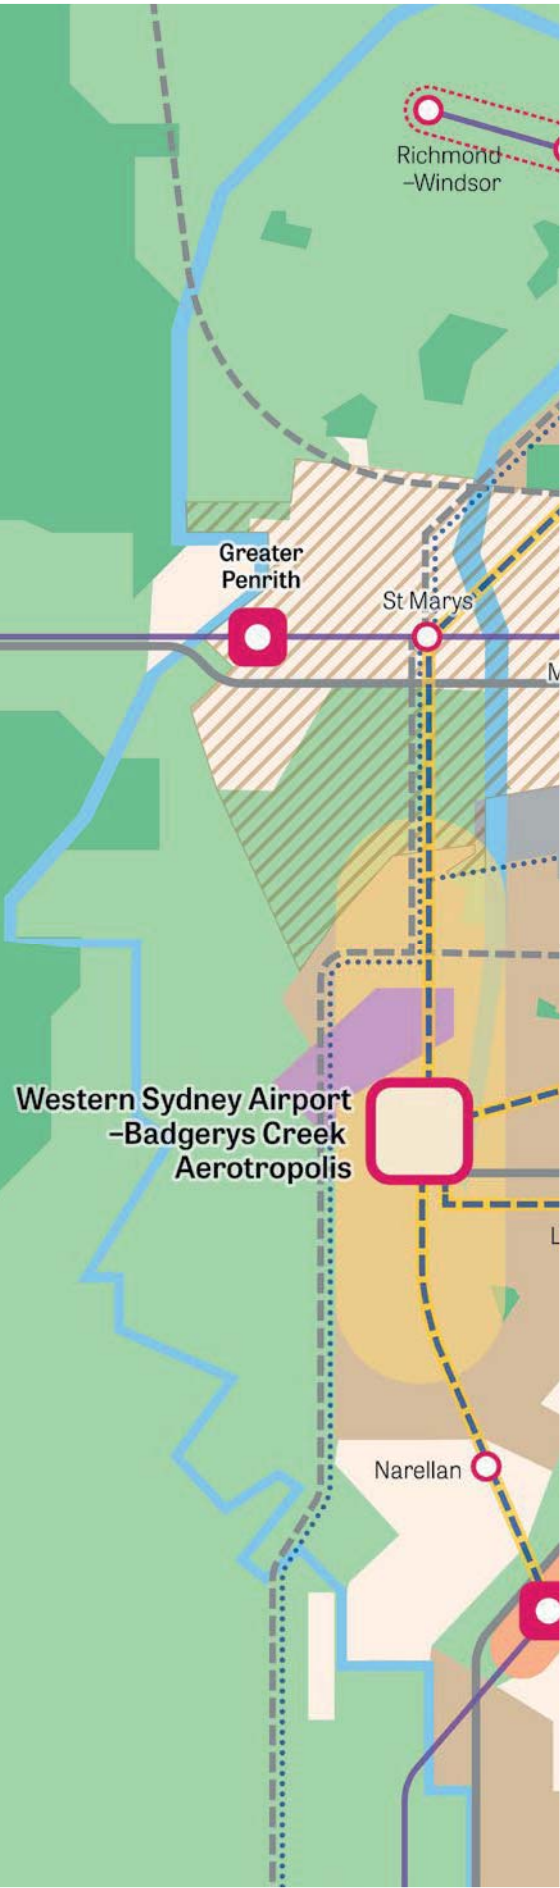 Richmond
–Windsor
Greater
Penrith
St Marys
M
Western Sydney Airport
–Badgerys Creek
Aerotropolis
L
Narellan